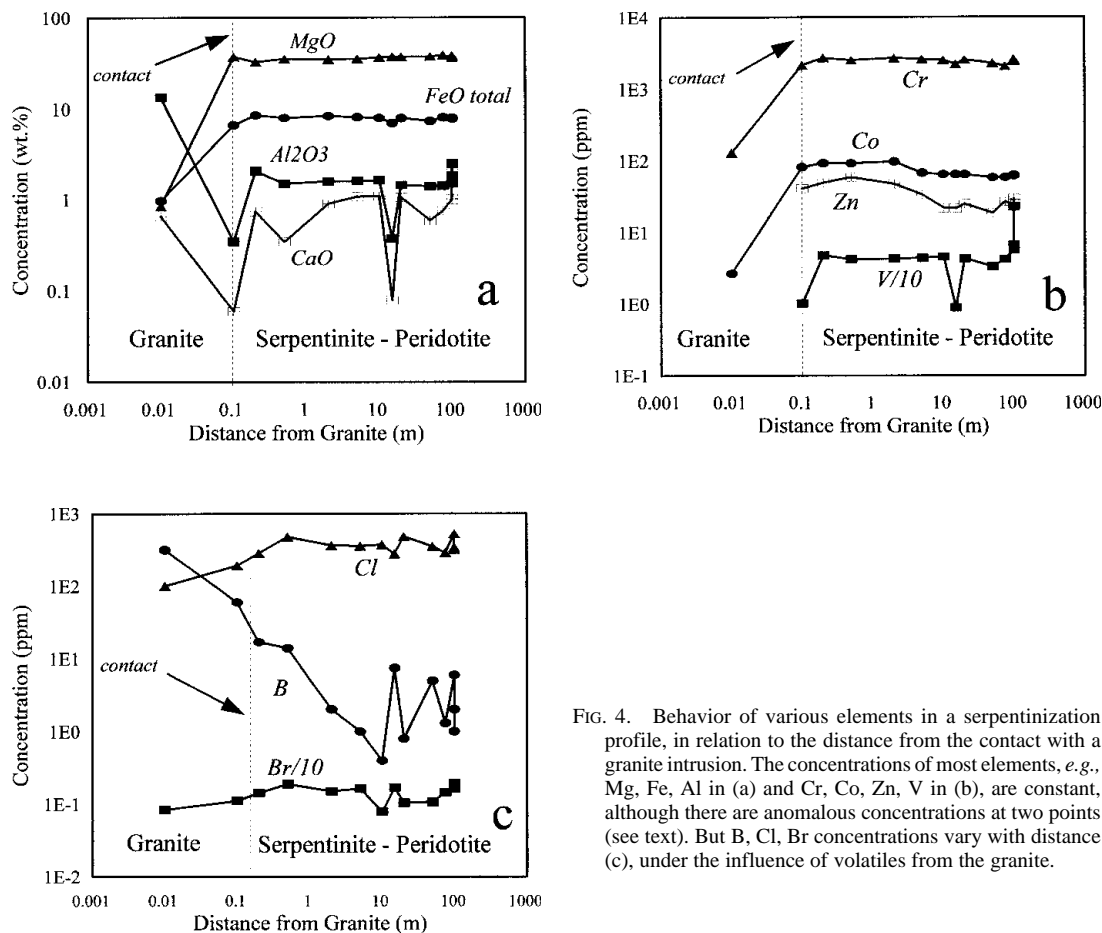 100
10
1
0.1
0.01
Concentration (wt.%)
contact
MgO
FeO total
Al2O3
CaO
a
Granite
Serpentinite - Peridotite
0.001 0.01 0.1 1 10 100 1000
Distance from Granite (m)
1E4
1E3
1E2
1E1
1E0
1E-1
Concentration (ppm)
contact
Cr
Co
Zn
V/10
b
Granite
Serpentinite - Peridotite
0.001 0.01 0.1 1 10 100 1000
Distance from Granite (m)
1E3
1E2
1E1
1E0
1E-1
1E-2
Concentration (ppm)
contact
Cl
B
Br/10
c
Granite
Serpentinite - Peridotite
0.001 0.01 0.1 1 10 100 1000
Distance from Granite (m)
FIG. 4. Behavior of various elements in a serpentinization
profile, in relation to the distance from the contact with a
granite intrusion. The concentrations of most elements, e.g.,
Mg, Fe, Al in (a) and Cr, Co, Zn, V in (b), are constant,
although there are anomalous concentrations at two points
(see text). But B, Cl, Br concentrations vary with distance
(c), under the influence of volatiles from the granite.